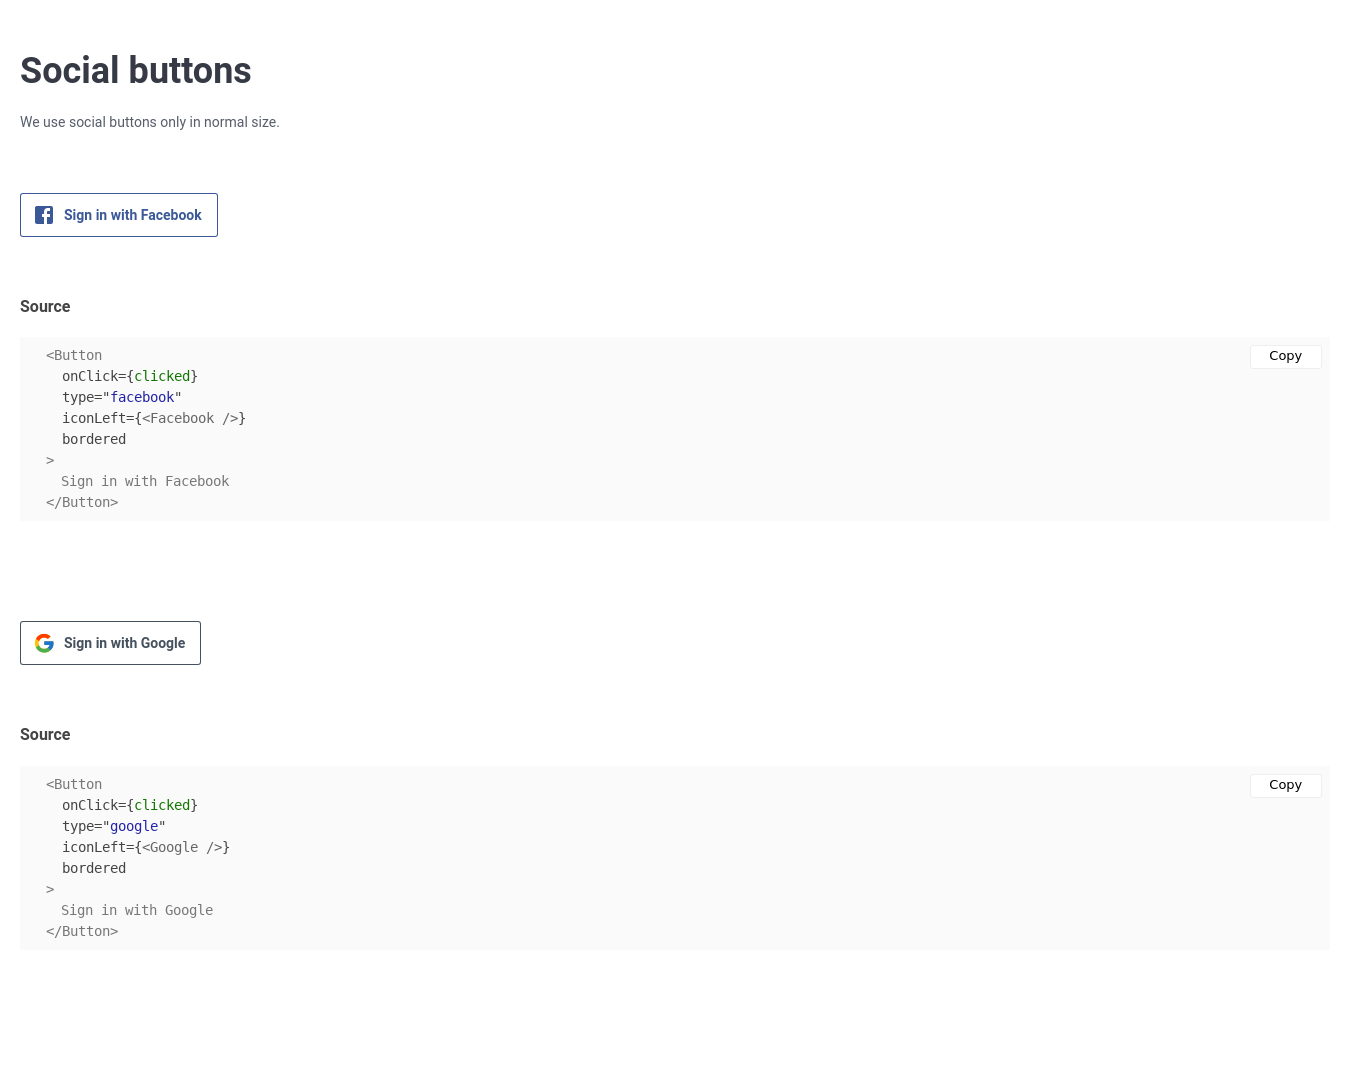 Social buttons
We use social buttons only in normal size.
Sign in with Facebook
Source
<Button
Copy
onClick={clicked}
type="facebook"
iconLeft={<Facebook />}
bordered
>
Sign in with Facebook
</Button>
Sign in with Google
Source
<Button
Copy
onClick={clicked}
type="google"
iconLeft={<Google />}
bordered
>
Sign in with Google
</Button>